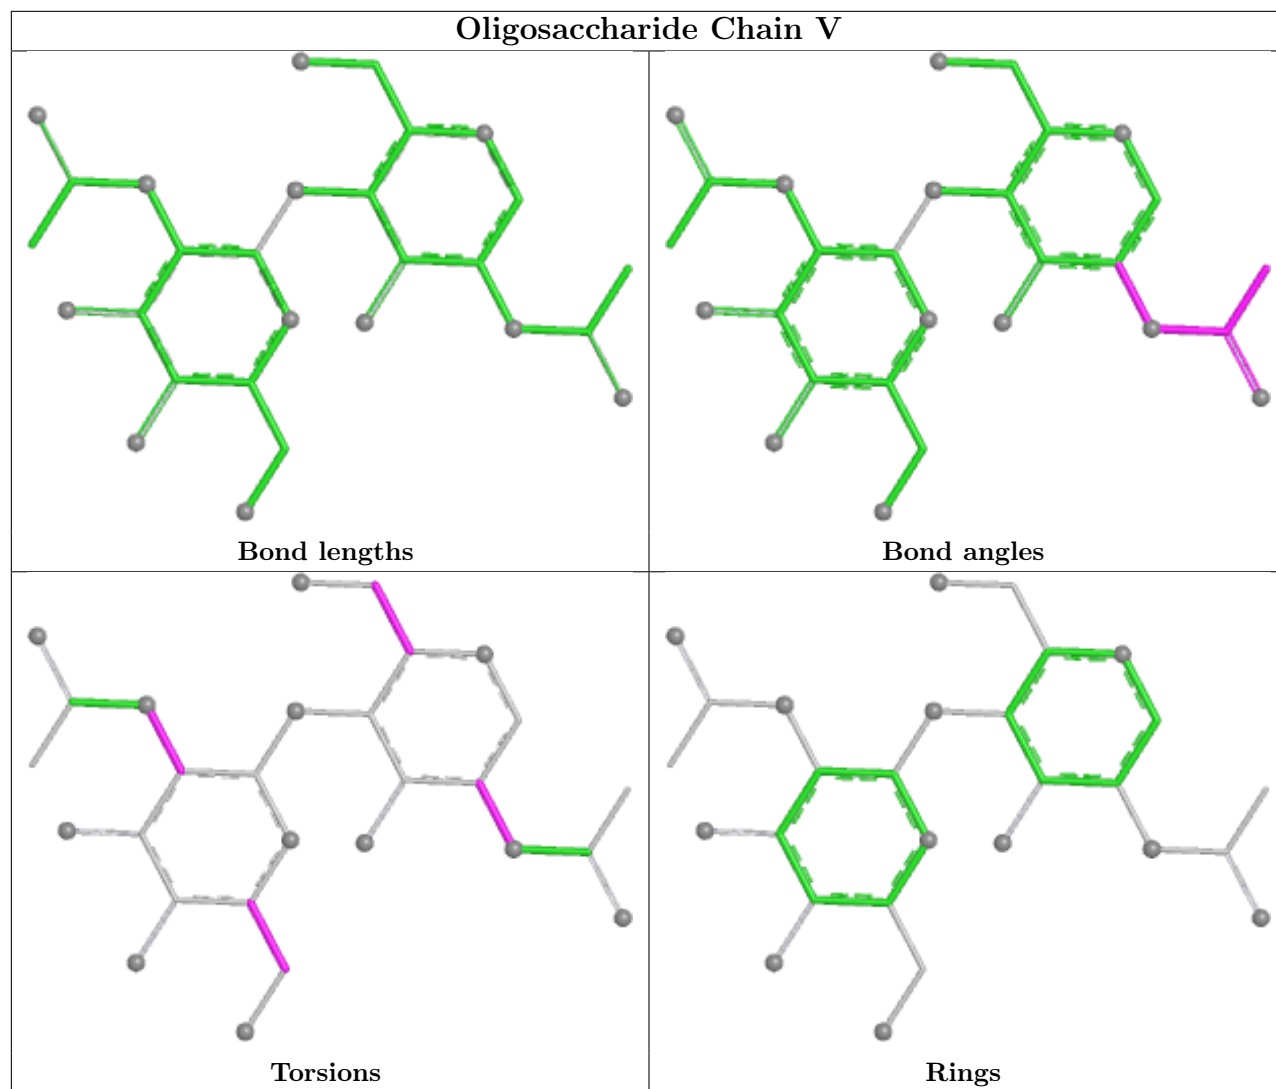 Oligosaccharide Chain V
Bond lengths
Bond angles
Torsions
Rings